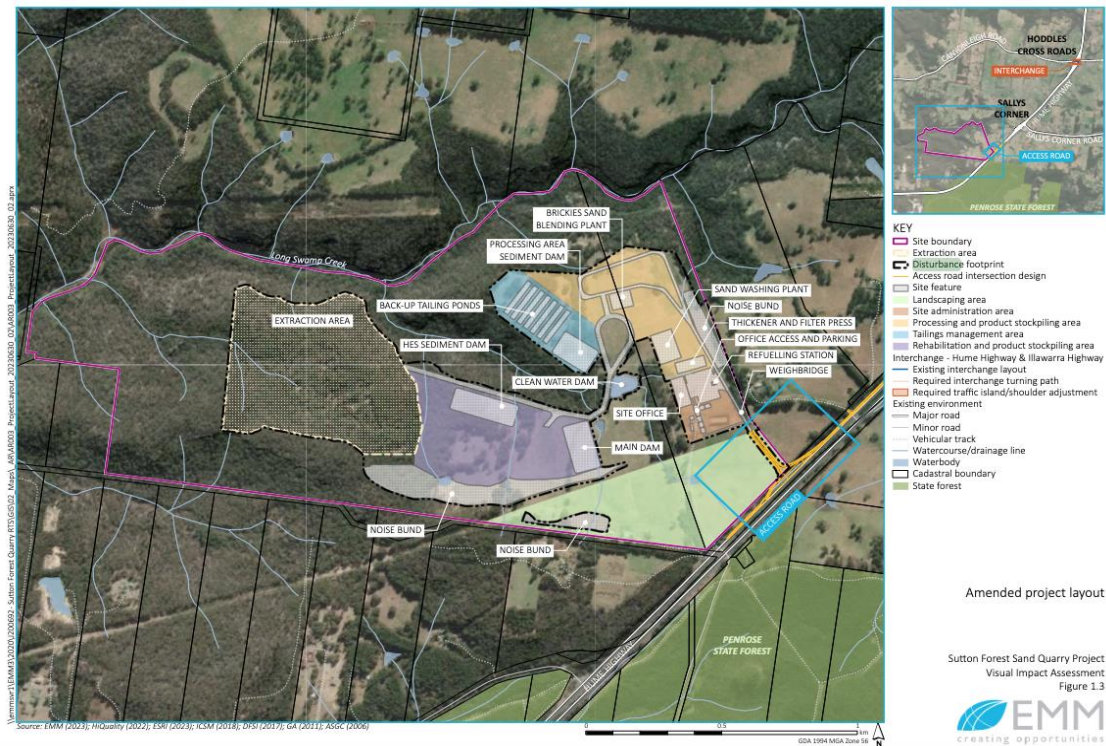 Long Swamp Creek
BRICKIES SAND
BLENDING PLANT
PROCESSING AREA
SEDIMENT DAM
SAND WASHING PLANT
BACK-UP TAILING PONDS
NOISE BUND
EXTRACTION AREA
THICKENER AND FILTER PRESS
HES SEDIMENT DAM
OFFICE ACCESS AND PARKING
REFUELLING STATION
WEIGHBRIDGE
CLEAN WATER DAM
SITE OFFICE
MAIN DAM
NOISE BUND
NOISE BUND
ACCESS ROAD
HUME HIGHWAY
PENROSE
STATE FOREST
Source: EMM (2023); HiQuality (2022); ESRI (2023); ICSM (2018); DFSI (2017); GA (2011); ASGC (2006)
0 0.5 1
km
GDA 1994 MGA Zone 56
N
HODDLES
CROSS ROADS
INTERCHANGE
CANYONLEIGH ROAD
SALLYS
CORNER
HUME HIGHWAY
SALLYS CORNER ROAD
ACCESS ROAD
PENROSE STATE FOREST
KEY
Site boundary
Extraction area
Disturbance footprint
Access road intersection design
Site feature
Landscaping area
Site administration area
Processing and product stockpiling area
Tailings management area
Rehabilitation and product stockpiling area
Interchange - Hume Highway & Illawarra Highway
Existing interchange layout
Required interchange turning path
Required traffic island/shoulder adjustment
Existing environment
Major road
Minor road
Vehicular track
Watercourse/drainage line
Waterbody
Cadastral boundary
State forest
Amended project layout
Sutton Forest Sand Quarry Project
Visual Impact Assessment
Figure 1.3
EMM
creating opportunities